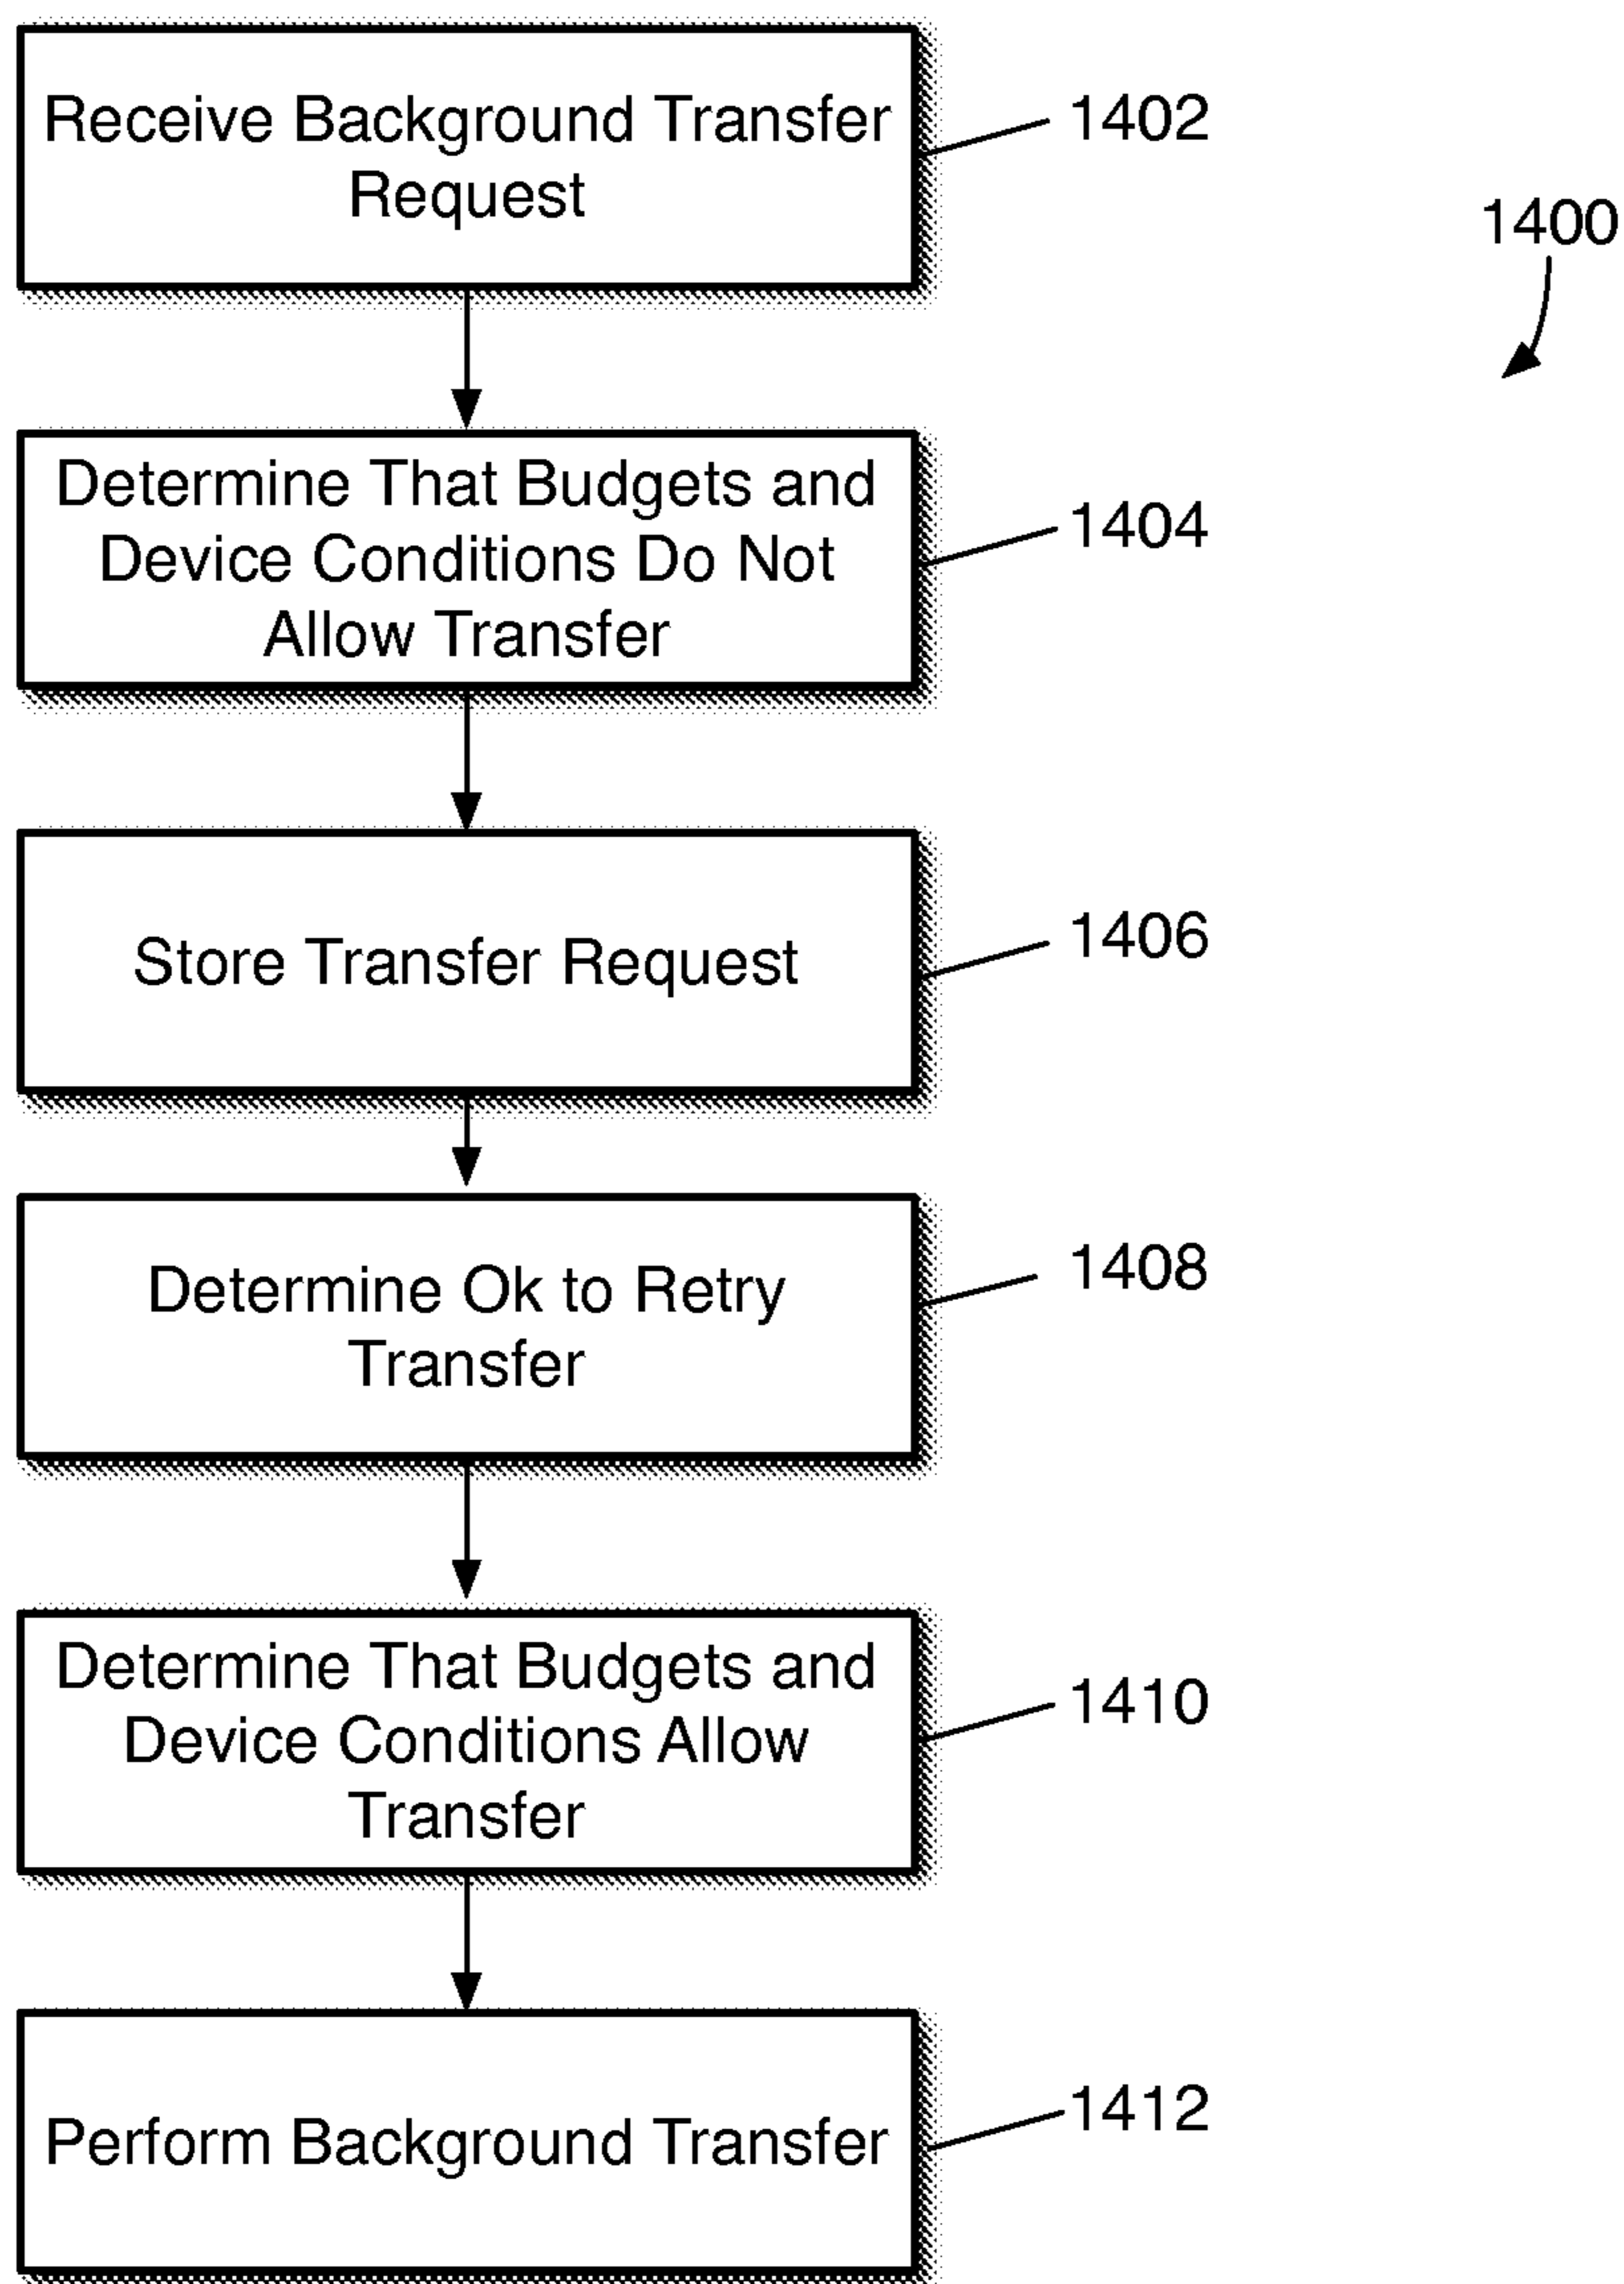 Receive Background Transfer
Request
1402
1400
Determine That Budgets and
Device Conditions Do Not
Allow Transfer
1404
Store Transfer Request
1406
Determine Ok to Retry
Transfer
1408
Determine That Budgets and
Device Conditions Allow
Transfer
1410
Perform Background Transfer
1412